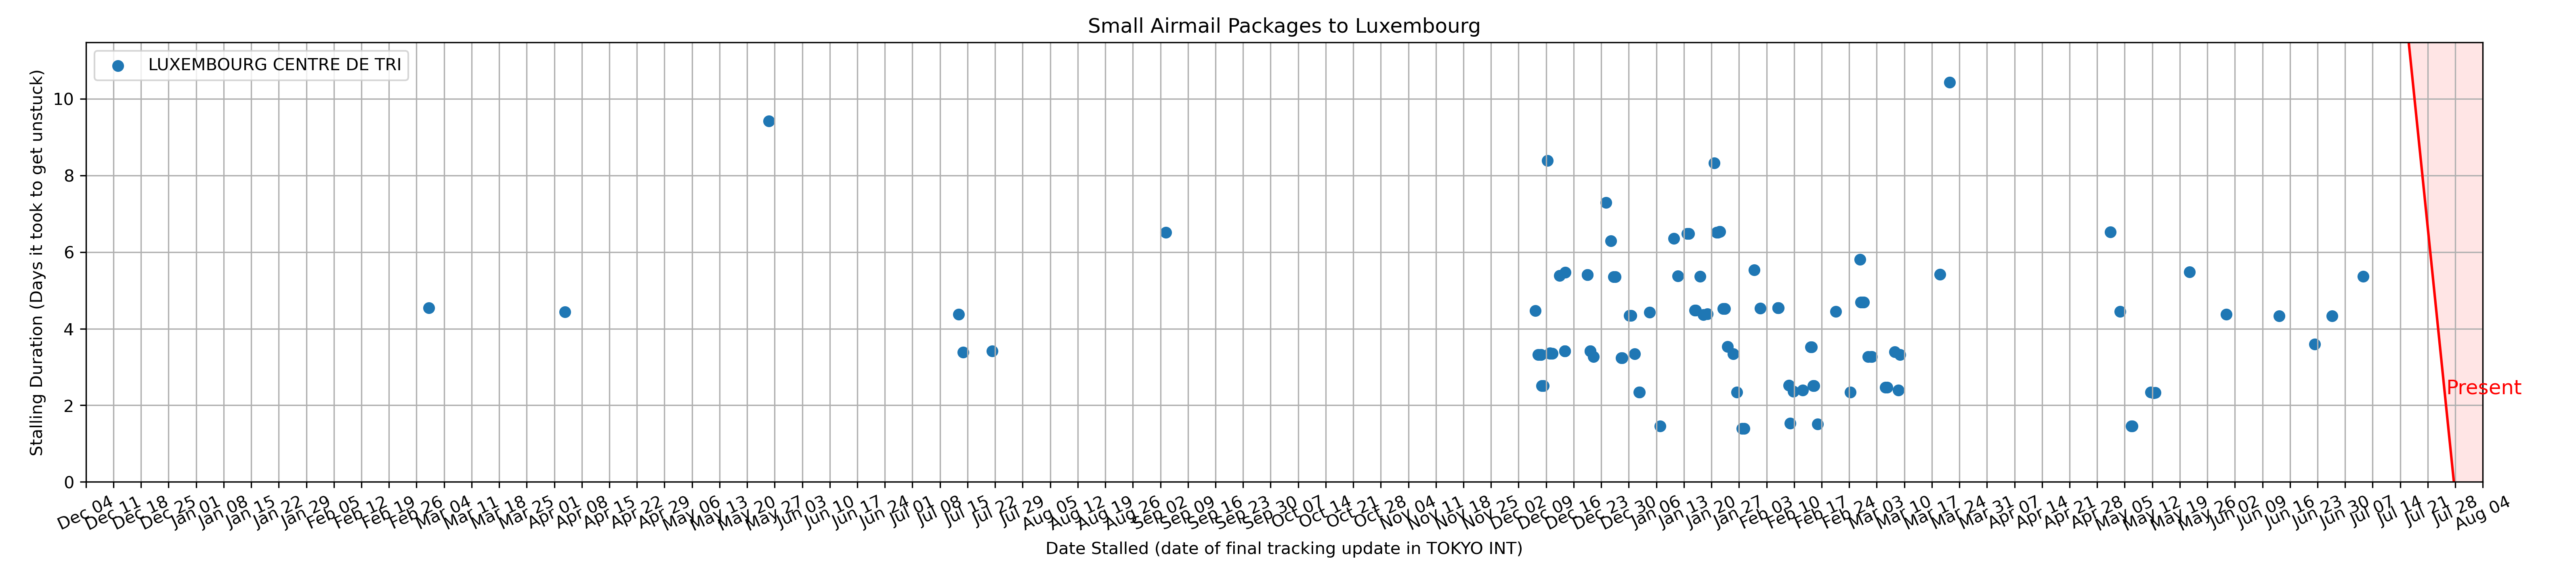 Small Airmail Packages to Luxembourg
LUXEMBOURG CENTRE DE TRI
Stalling Duration (Days it took to get unstuck)
10
8
6
4
2
0
Present
Dec 04
Dec 11
Dec 18
Dec 25
Jan 01
Jan 08
Jan 15
Jan 22
Jan 29
Feb 05
Feb 12
Feb 19
Feb 26
Mar 04
Mar 11
Mar 18
Mar 25
Apr 01
Apr 08
Apr 15
Apr 22
Apr 29
May 06
May 13
May 20
May 27
Jun 03
Jun 10
Jun 17
Jun 24
Jul 01
Jul 08
Jul 15
Jul 22
Jul 29
Aug 05
Aug 12
Aug 19
Aug 26
Sep 02
Sep 09
Sep 16
Sep 23
Sep 30
Oct 07
Oct 14
Oct 21
Oct 28
Nov 04
Nov 11
Nov 18
Nov 25
Dec 02
Dec 09
Dec 16
Dec 23
Dec 30
Jan 06
Jan 13
Jan 20
Jan 27
Feb 03
Feb 10
Feb 17
Feb 24
Mar 03
Mar 10
Mar 17
Mar 24
Mar 31
Apr 07
Apr 14
Apr 21
Apr 28
May 05
May 12
May 19
May 26
Jun 02
Jun 09
Jun 16
Jun 23
Jun 30
Jul 07
Jul 14
Jul 21
Jul 28
Aug 04
Date Stalled (date of final tracking update in TOKYO INT)